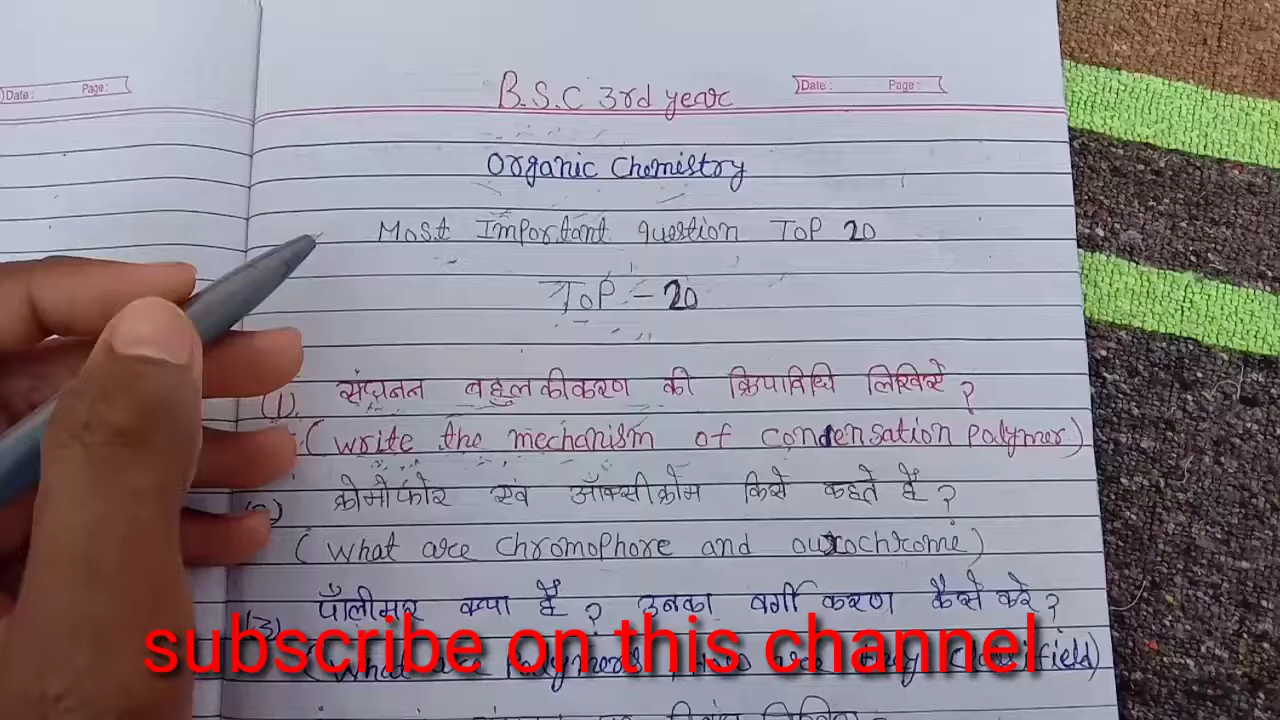 Date : Page :
B.S.C 3rd year
Date : Page :
Organic Chemistry
Most Important question TOP 20
TOP - 20
(1). संघनन बहुलकीकरण की क्रियाविधि लिखिये ?
(write the mechanism of condensation Polymer)
क्रोमोफोर एवं ऑक्सीक्रोम किसे कहते हैं ?
(what are chromophore and ouxochrome)
(3) पॉलीमर क्या है ? उनका वर्गीकरण कैसे करे ?
subscribe on this channel
(what are